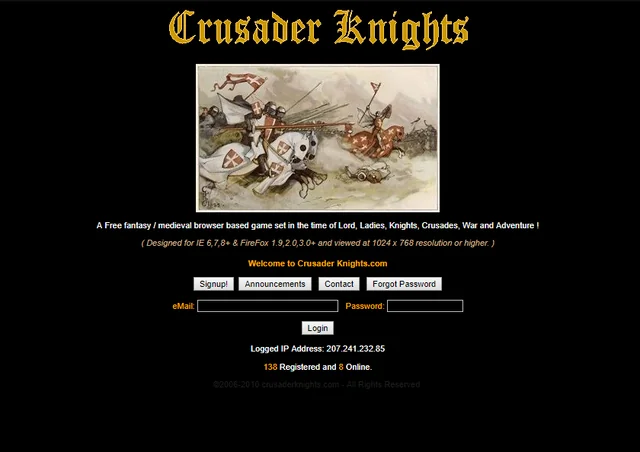 Crusader Knights
A Free fantasy / medieval browser based game set in the time of Lord, Ladies, Knights, Crusades, War and Adventure !
( Designed for IE 6,7,8+ & FireFox 1.9,2.0,3.0+ and viewed at 1024 x 768 resolution or higher. )
Welcome to Crusader Knights.com
Signup! Announcements Contact Forgot Password
eMail: Password:
Login
Logged IP Address: 207.241.232.85
138 Registered and 8 Online.
©2006-2010 crusaderknights.com - All Rights Reserved